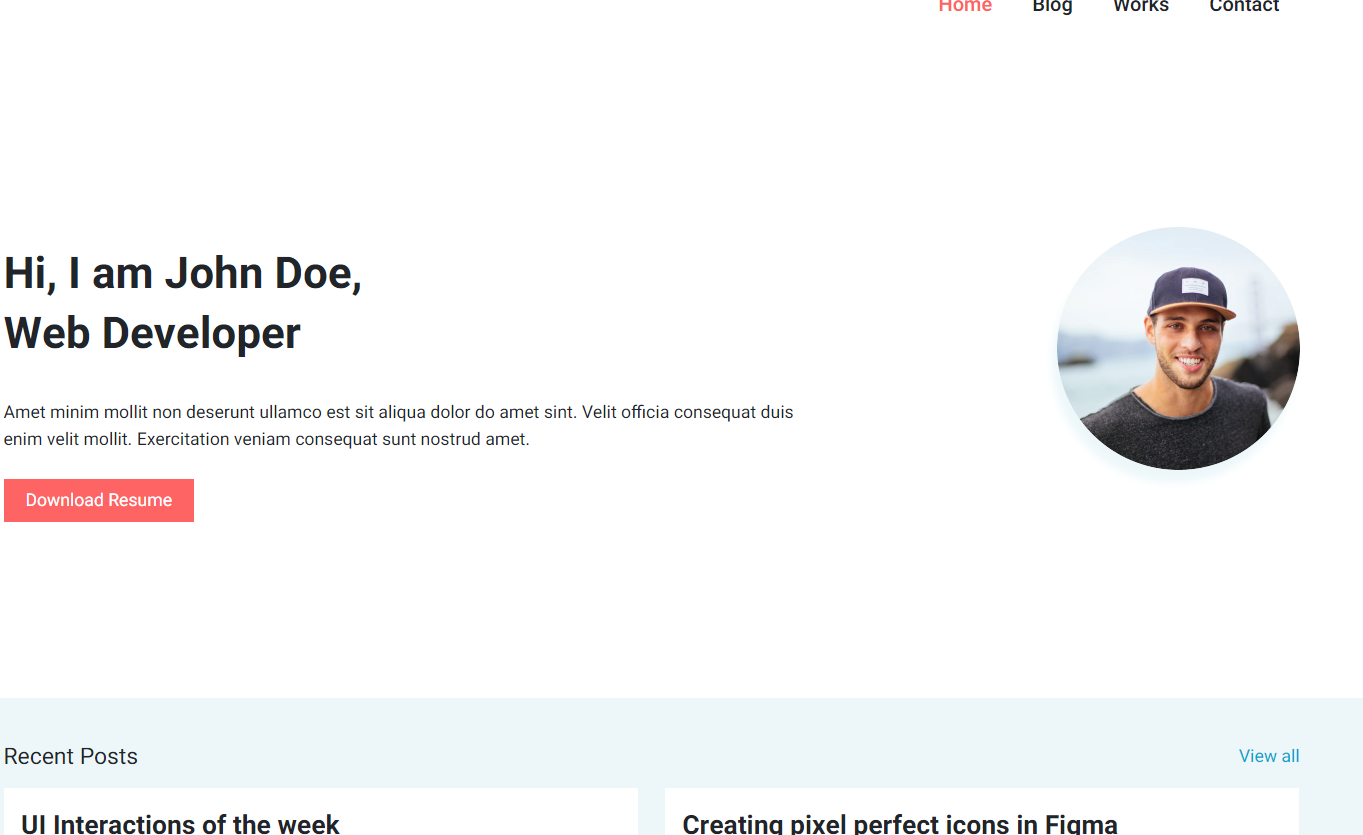 Home Blog Works Contact
Hi, I am John Doe,
Web Developer
Amet minim mollit non deserunt ullamco est sit aliqua dolor do amet sint. Velit officia consequat duis
enim velit mollit. Exercitation veniam consequat sunt nostrud amet.
Download Resume
Recent Posts View all
UI Interactions of the week
Creating pixel perfect icons in Figma